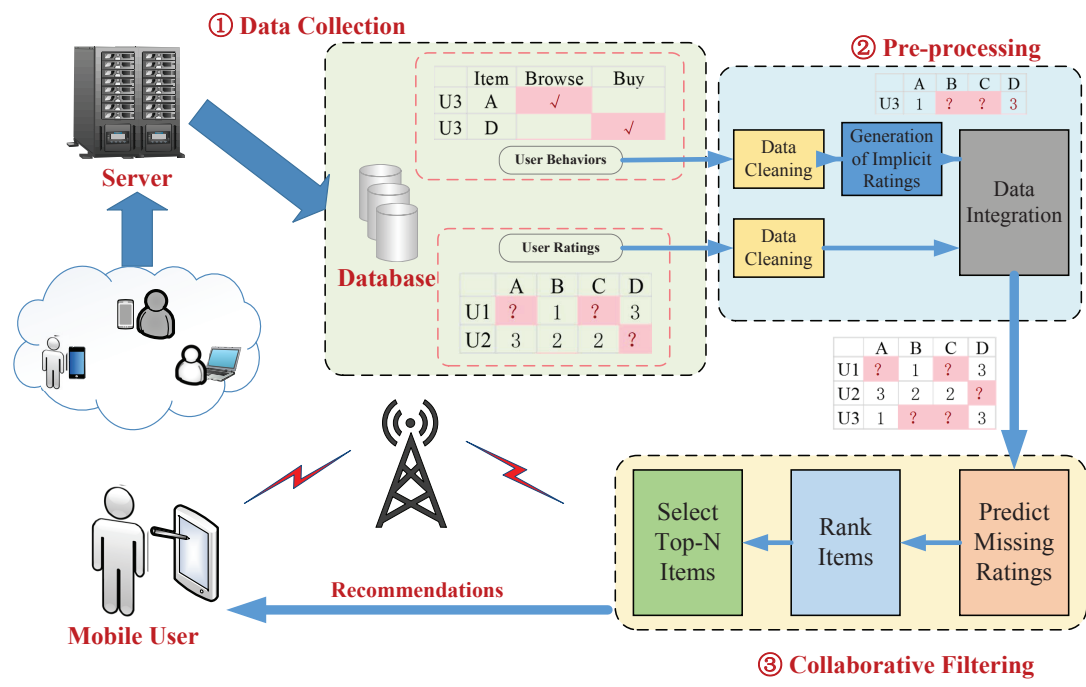 ① Data Collection
Server
Item Browse Buy
U3 A √
U3 D √
User Behaviors
Database
User Ratings
A B C D
U1 ? 1 ? 3
U2 3 2 2 ?
② Pre-processing
A B C D
U3 1 ? ? 3
Data
Cleaning
Generation
of Implicit
Ratings
Data
Integration
Data
Cleaning
A B C D
U1 ? 1 ? 3
U2 3 2 2 ?
U3 1 ? ? 3
Select
Top-N
Items
Rank
Items
Predict
Missing
Ratings
Recommendations
Mobile User
③ Collaborative Filtering